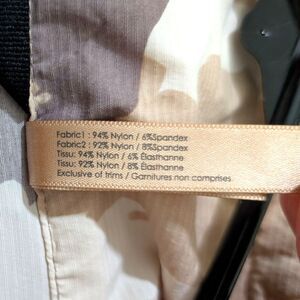 Fabric1 : 94% Nylon / 6%Spandex
Fabric2 : 92% Nylon / 8%Spandex
Tissu: 94% Nylon / 6% Élasthanne
Tissu: 92% Nylon / 8% Élasthanne
Exclusive of trims / Garnitures non comprises